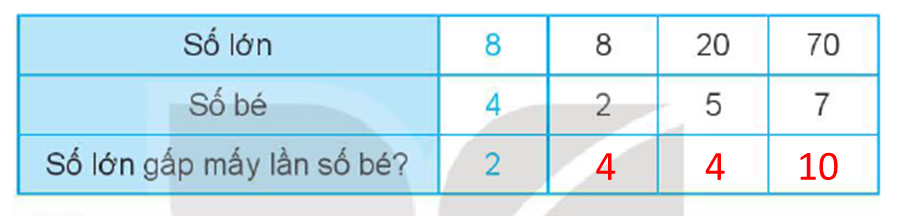 Số lớn 8 8 20 70
Số bé 4 2 5 7
Số lớn gấp mấy lần số bé? 2 4 4 10